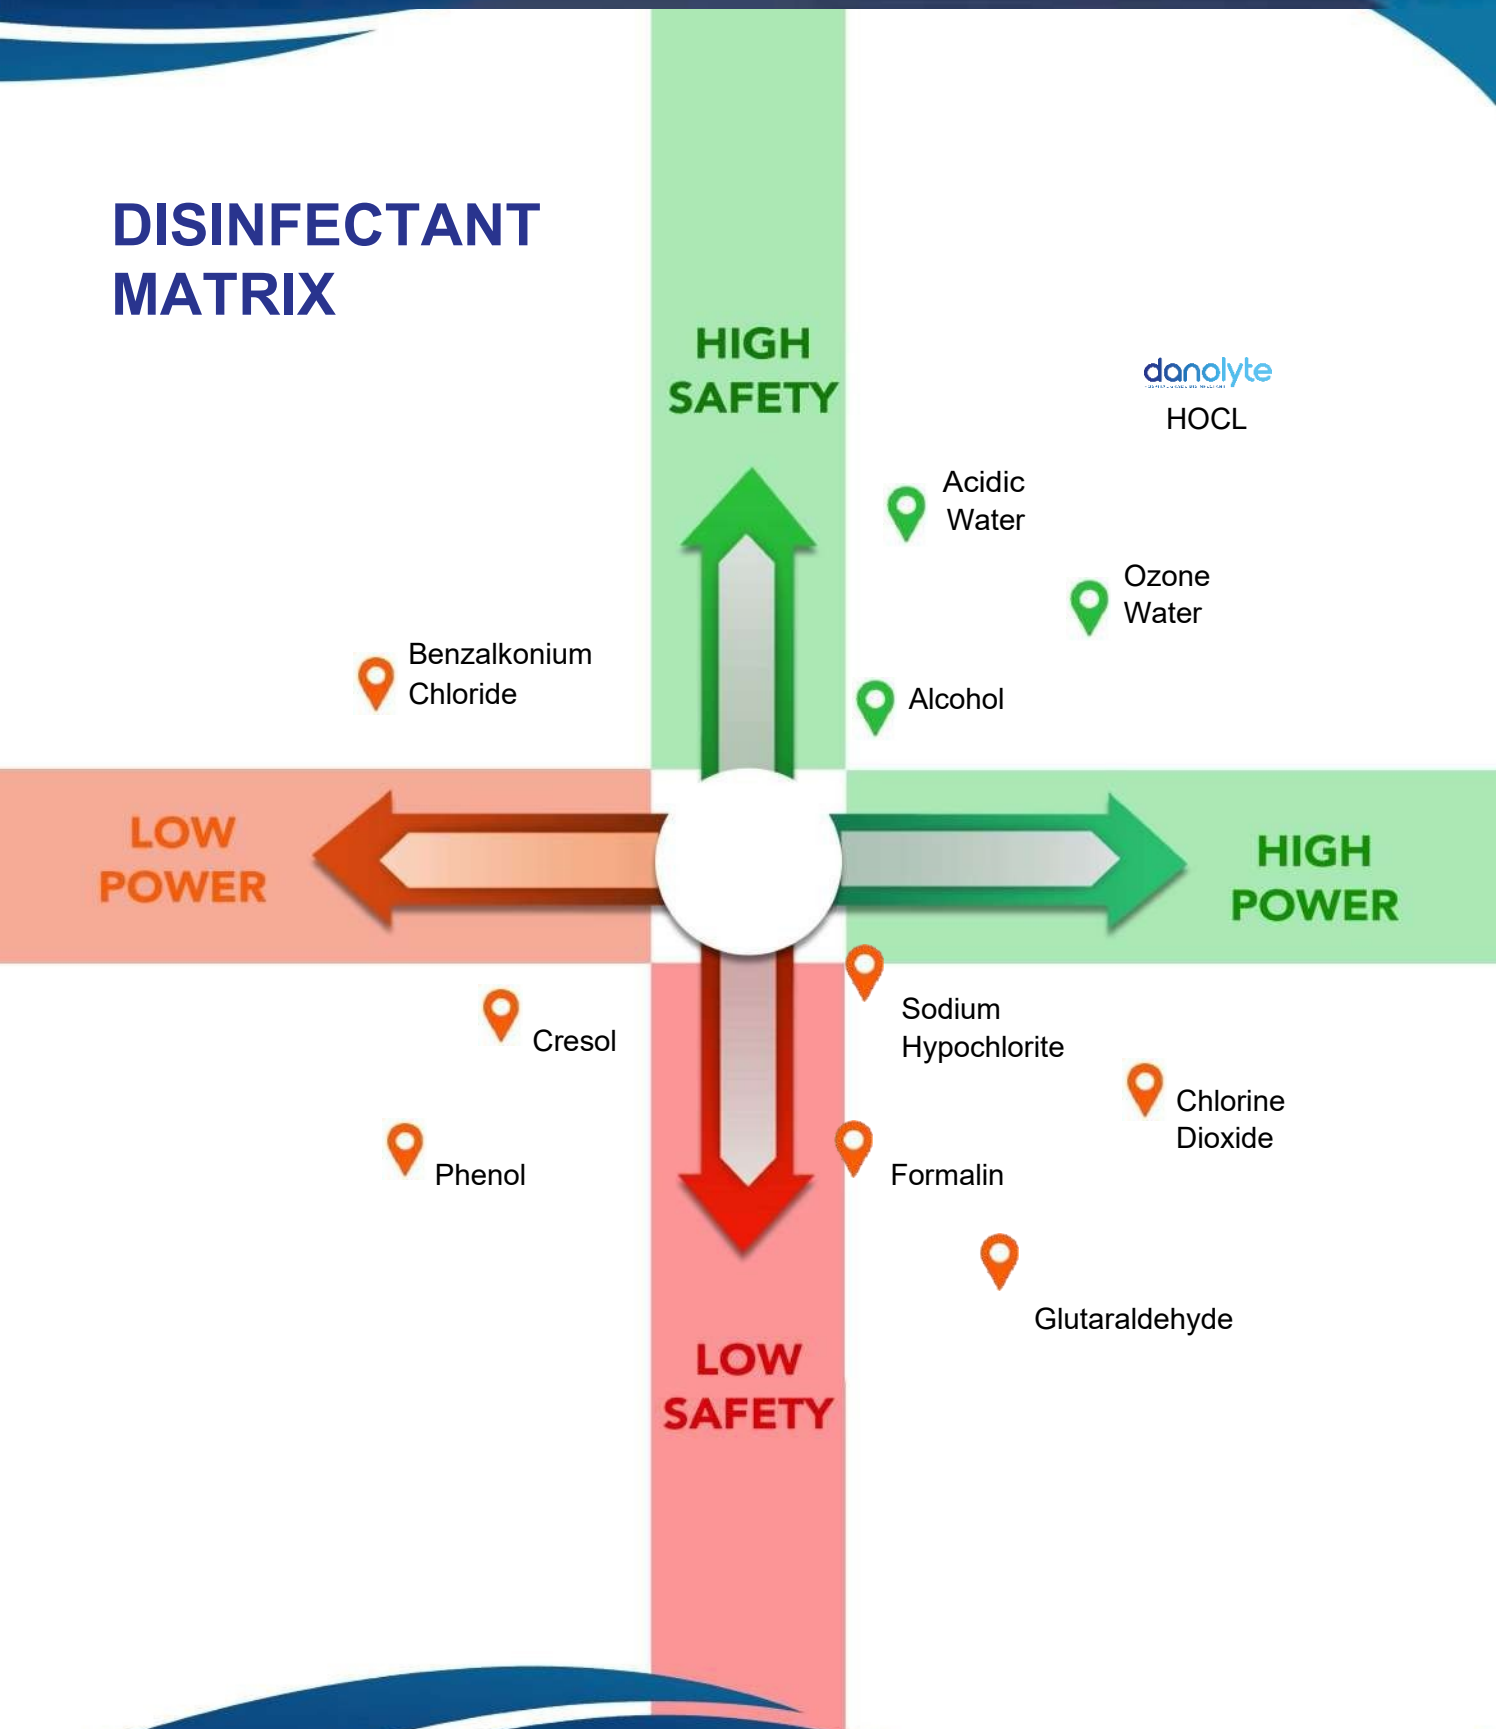 DISINFECTANT
MATRIX
HIGH
SAFETY
danolyte
HOCL
Acidic
Water
Ozone
Water
Benzalkonium
Chloride
Alcohol
LOW
POWER
HIGH
POWER
Sodium
Hypochlorite
Cresol
Chlorine
Dioxide
Phenol
Formalin
Glutaraldehyde
LOW
SAFETY